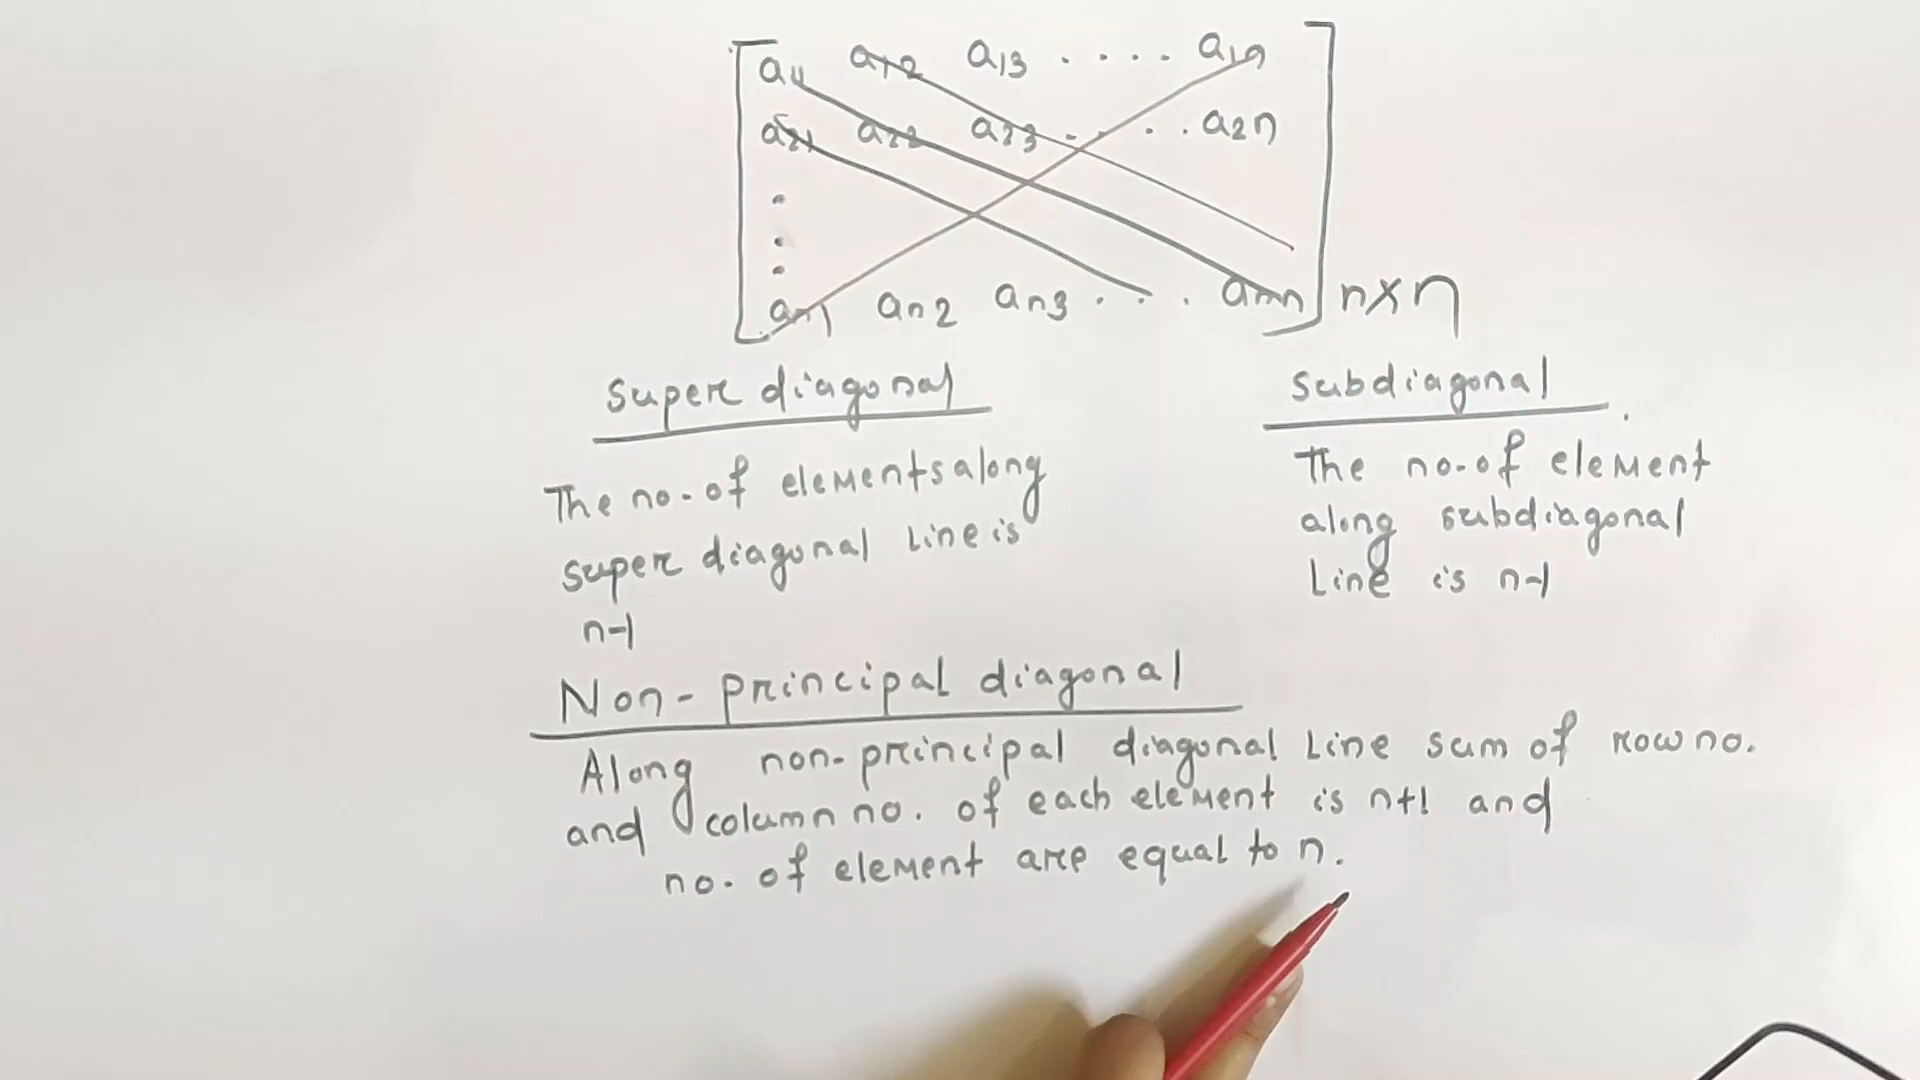 a11 a12 a13 . . . . a1n
a21 a22 a23 . . . . a2n
.
.
.
an1 an2 an3 . . . ann n×n
Super diagonal
The no. of elements along
super diagonal Line is
n-1
Subdiagonal
The no. of element
along subdiagonal
Line is n-1
Non-principal diagonal
Along non-principal diagonal Line sum of row no.
and column no. of each element is n+1 and
no. of element are equal to n.